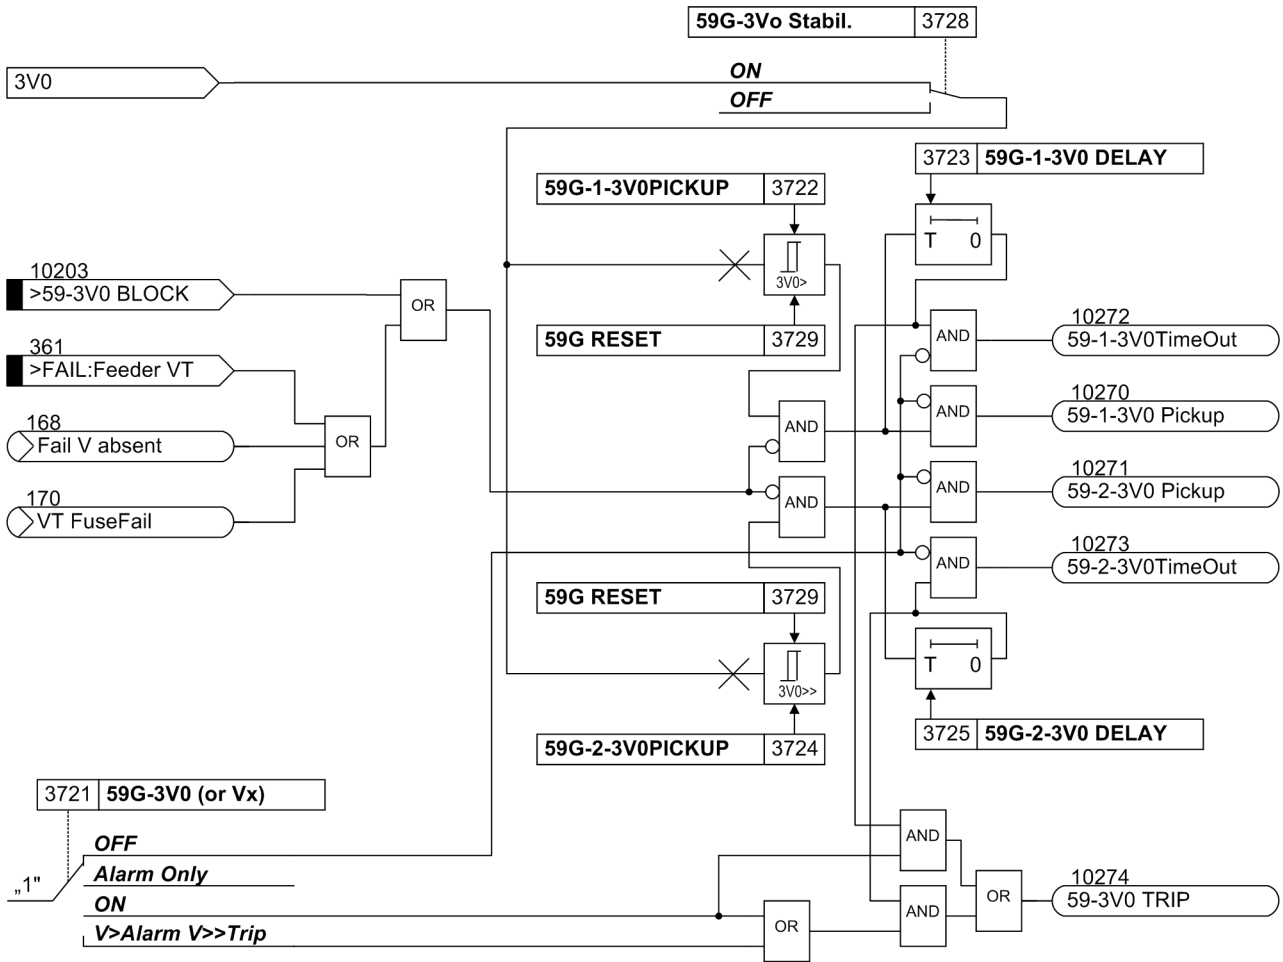 59G-3Vo Stabil. 3728
3V0
ON
OFF
3723 59G-1-3V0 DELAY
59G-1-3V0PICKUP 3722
T 0
3V0>
10203
>59-3V0 BLOCK
OR
59G RESET 3729
AND
10272
59-1-3V0TimeOut
361
>FAIL:Feeder VT
AND
10270
59-1-3V0 Pickup
168
Fail V absent
OR
AND
AND
10271
59-2-3V0 Pickup
170
VT FuseFail
AND
AND
10273
59-2-3V0TimeOut
59G RESET 3729
T 0
3V0>>
3725 59G-2-3V0 DELAY
59G-2-3V0PICKUP 3724
3721 59G-3V0 (or Vx)
OFF
AND
„1"
Alarm Only
10274
59-3V0 TRIP
OR
ON
AND
V>Alarm V>>Trip
OR